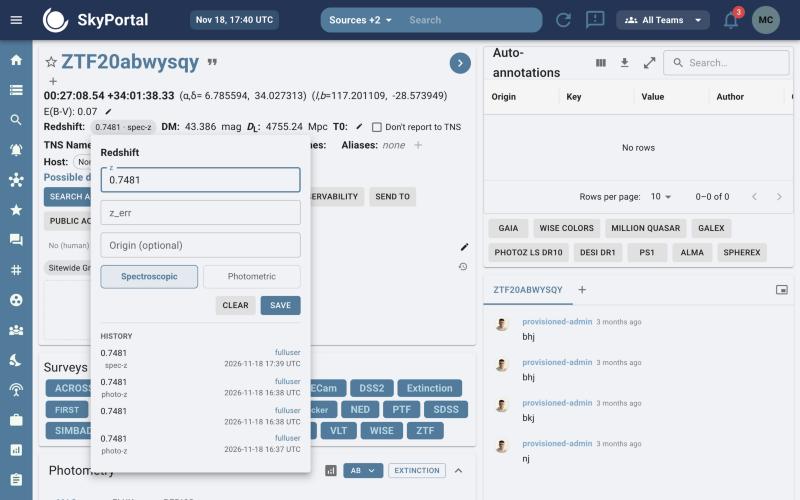 SkyPortal
Nov 18, 17:40 UTC
Sources +2
Search
All Teams
3
MC
ZTF20abwysqy
00:27:08.54 +34:01:38.33 (α,δ= 6.785594, 34.027313) (l,b=117.201109, -28.573949)
E(B-V): 0.07
Redshift: 0.7481 · spec-z DM: 43.386 mag DL: 4755.24 Mpc T0: Don't report to TNS
TNS Name
Aliases: none
Host:
Possible d
SEARCH A
SEND TO
PUBLIC AC
No (human)
Sitewide Gr
Redshift
z
0.7481
z_err
Origin (optional)
Spectroscopic
Photometric
CLEAR
SAVE
HISTORY
0.7481 fulluser
spec-z 2026-11-18 17:39 UTC
0.7481 fulluser
photo-z 2026-11-18 16:38 UTC
0.7481 fulluser
2026-11-18 16:38 UTC
0.7481 fulluser
photo-z 2026-11-18 16:37 UTC
Surveys
ACROSS
ECam
DSS2
Extinction
FIRST
cker
NED
PTF
SDSS
SIMBAD
VLT
WISE
ZTF
Photometry
AB
EXTINCTION
Auto-annotations
Search...
Origin Key Value Author
No rows
Rows per page: 10 0–0 of 0
GAIA
WISE COLORS
MILLION QUASAR
GALEX
PHOTOZ LS DR10
DESI DR1
PS1
ALMA
SPHEREX
ZTF20ABWYSQY
provisioned-admin 3 months ago
bhj
provisioned-admin 3 months ago
bhj
provisioned-admin 3 months ago
bkj
provisioned-admin 3 months ago
nj